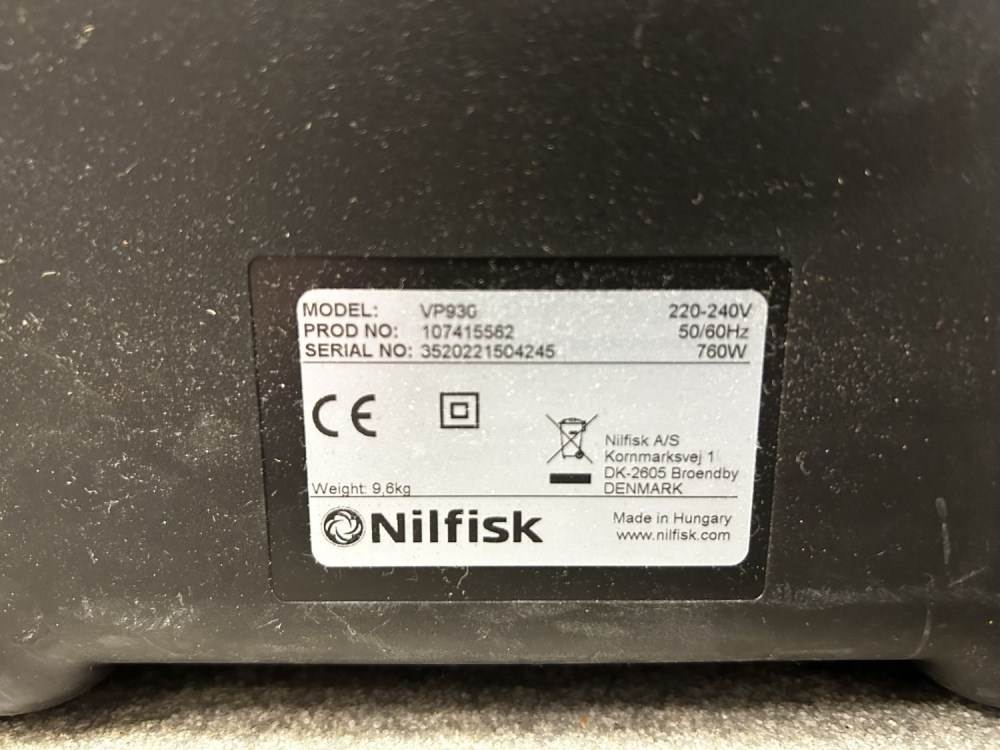 MODEL: VP930 220-240V
PROD NO: 107415562 50/60Hz
SERIAL NO: 3520221504245 760W
CE
Nilfisk A/S
Kornmarksvej 1
DK-2605 Broendby
Weight: 9,6kg DENMARK
Nilfisk
Made in Hungary
www.nilfisk.com